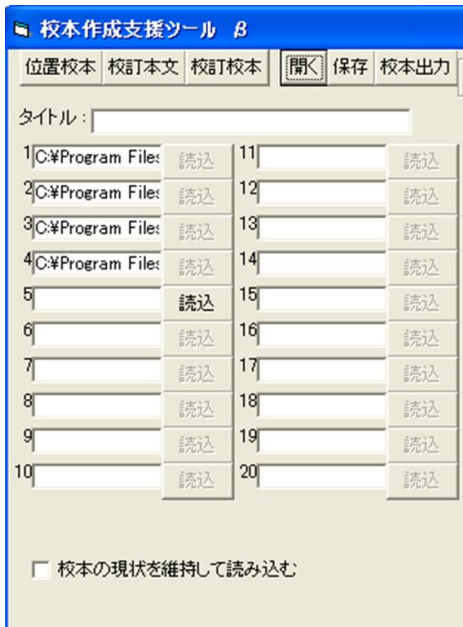 校本作成支援ツール β
位置校本 校訂本文 校訂校本 開く 保存 校本出力
タイトル：
1 C:¥Program Files 読込 11 読込
2 C:¥Program Files 読込 12 読込
3 C:¥Program Files 読込 13 読込
4 C:¥Program Files 読込 14 読込
5 読込 15 読込
6 読込 16 読込
7 読込 17 読込
8 読込 18 読込
9 読込 19 読込
10 読込 20 読込
校本の現状を維持して読み込む